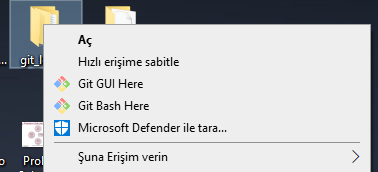 Aç
Hızlı erişime sabitle
Git GUI Here
Git Bash Here
Microsoft Defender ile tara...
Şuna Erişim verin